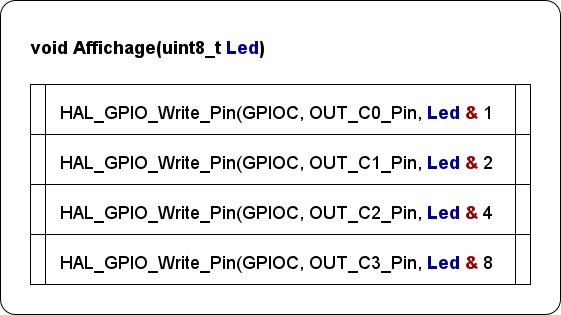 void Affichage(uint8_t Led)
HAL_GPIO_Write_Pin(GPIOC, OUT_C0_Pin, Led & 1
HAL_GPIO_Write_Pin(GPIOC, OUT_C1_Pin, Led & 2
HAL_GPIO_Write_Pin(GPIOC, OUT_C2_Pin, Led & 4
HAL_GPIO_Write_Pin(GPIOC, OUT_C3_Pin, Led & 8